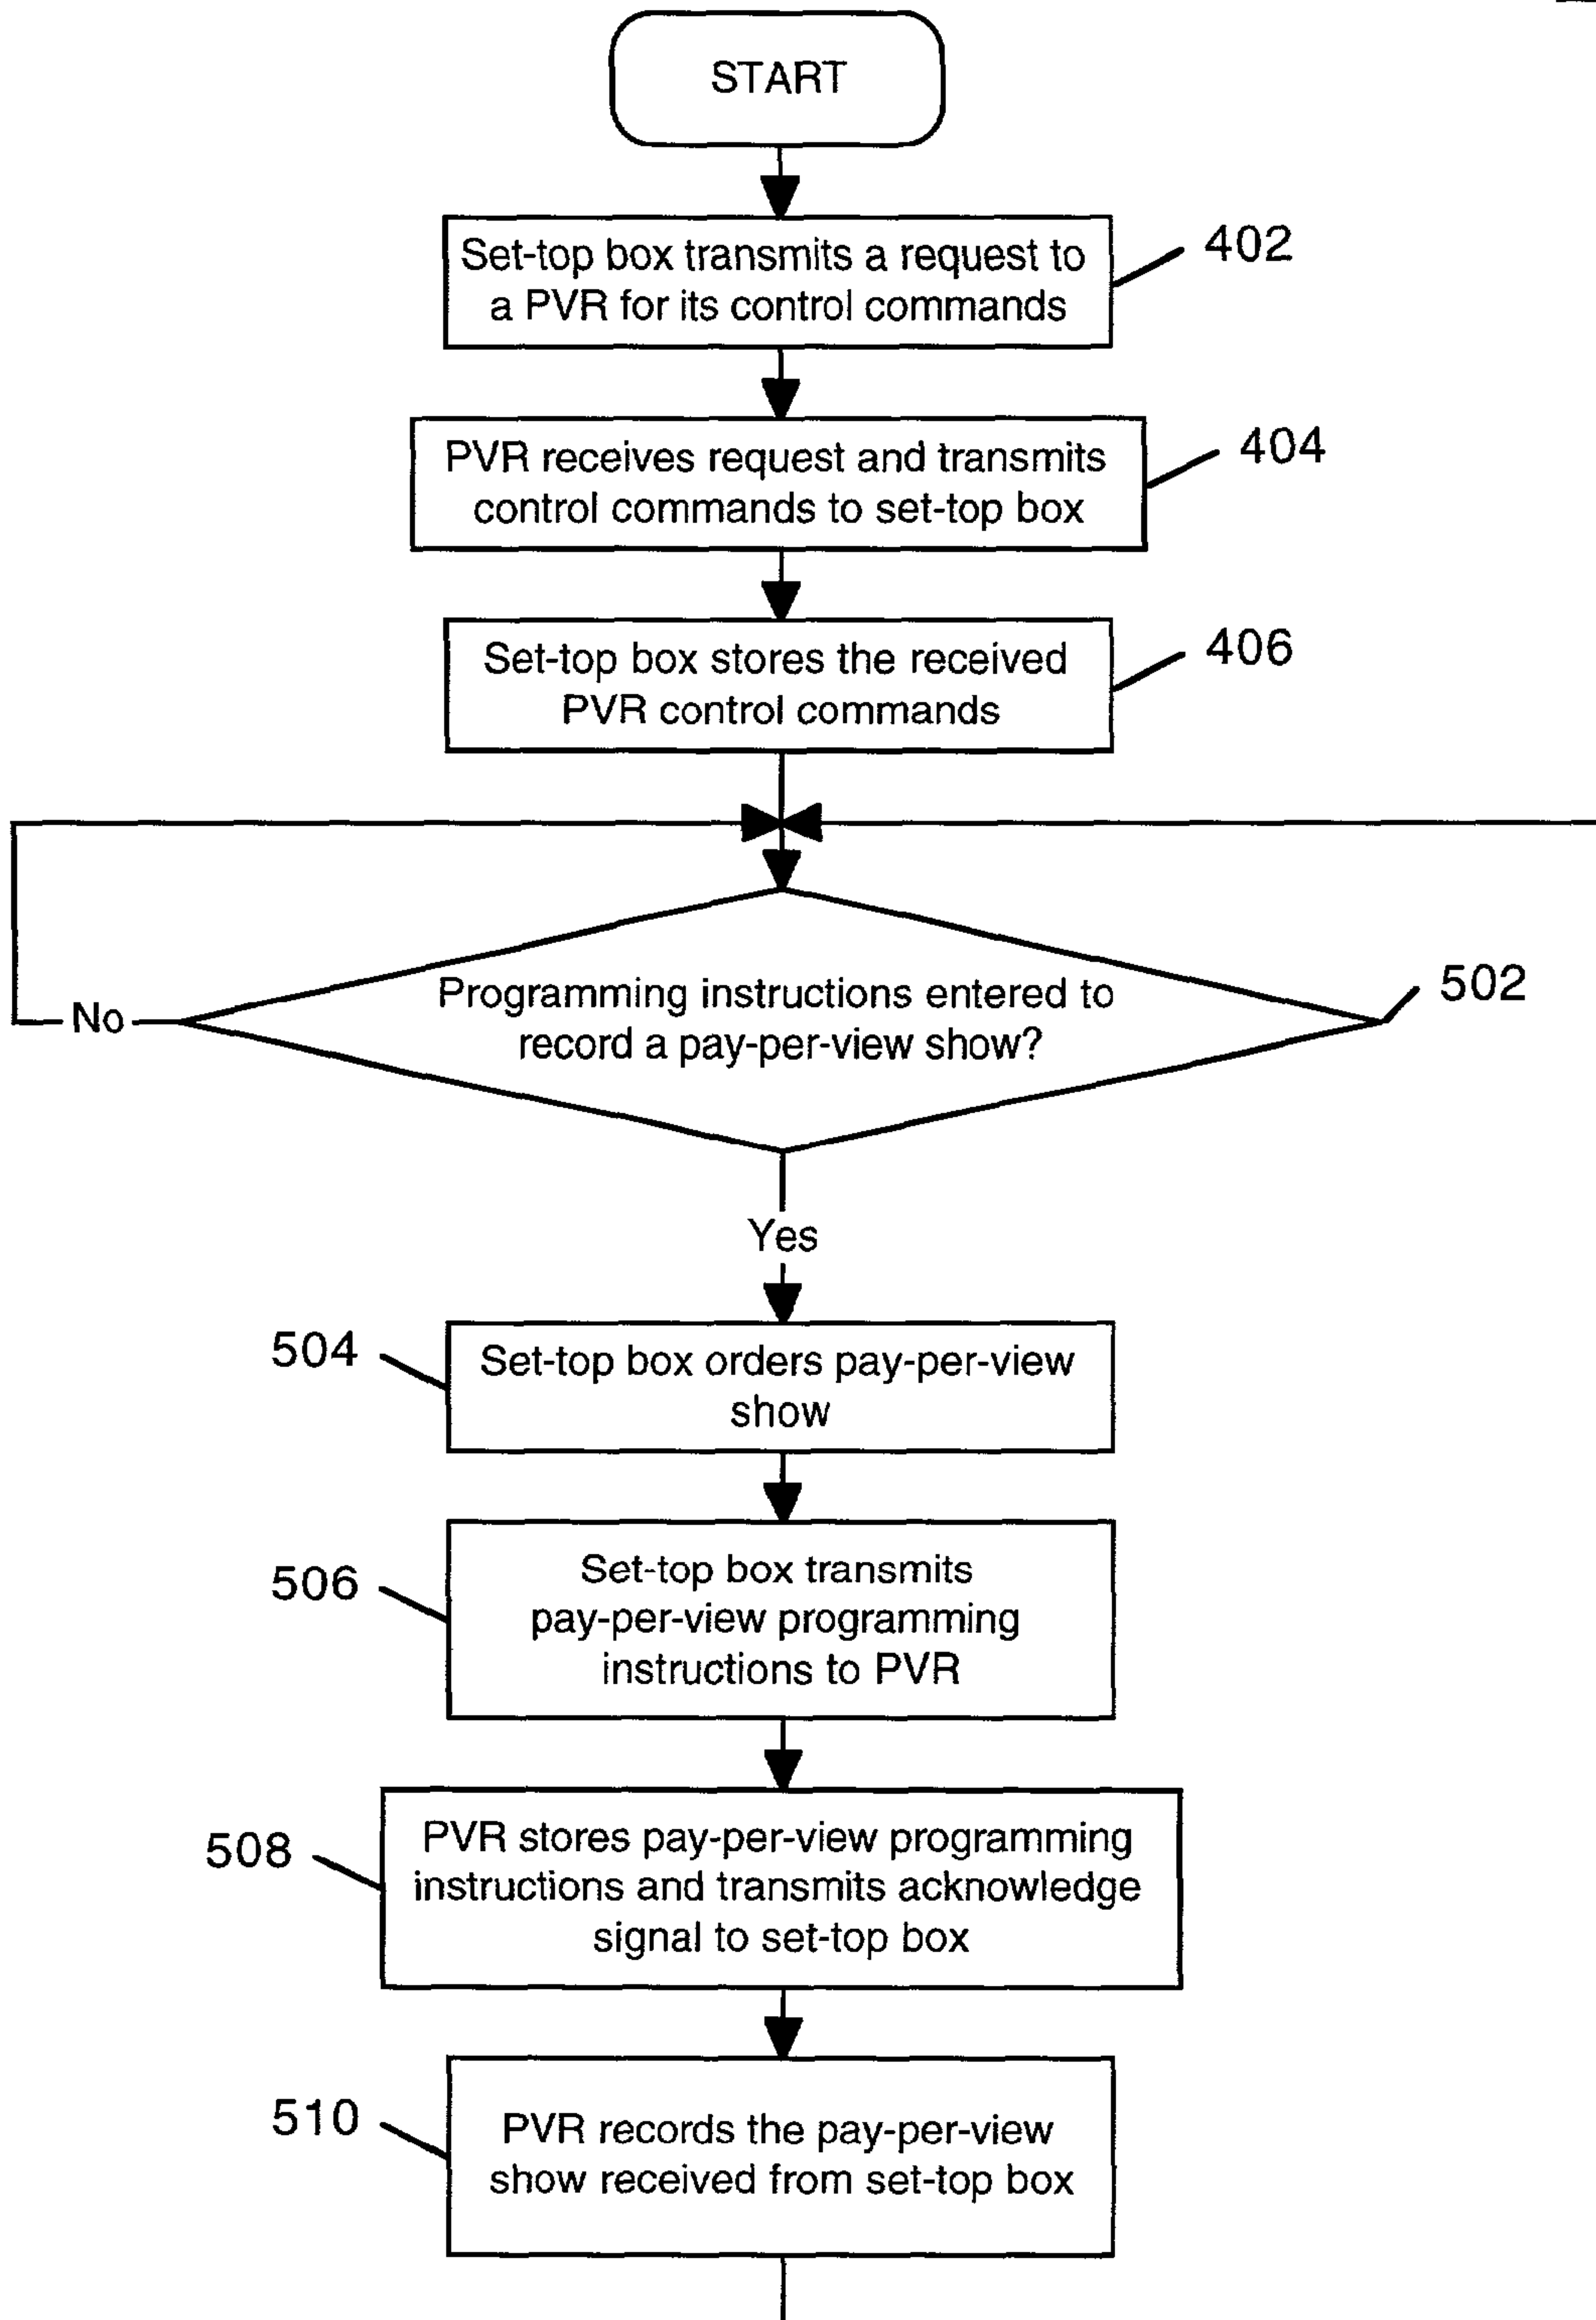 START
Set-top box transmits a request to
a PVR for its control commands
402
PVR receives request and transmits
control commands to set-top box
404
Set-top box stores the received
PVR control commands
406
Programming instructions entered to
record a pay-per-view show?
502
No
Yes
504
Set-top box orders pay-per-view
show
506
Set-top box transmits
pay-per-view programming
instructions to PVR
508
PVR stores pay-per-view programming
instructions and transmits acknowledge
signal to set-top box
510
PVR records the pay-per-view
show received from set-top box